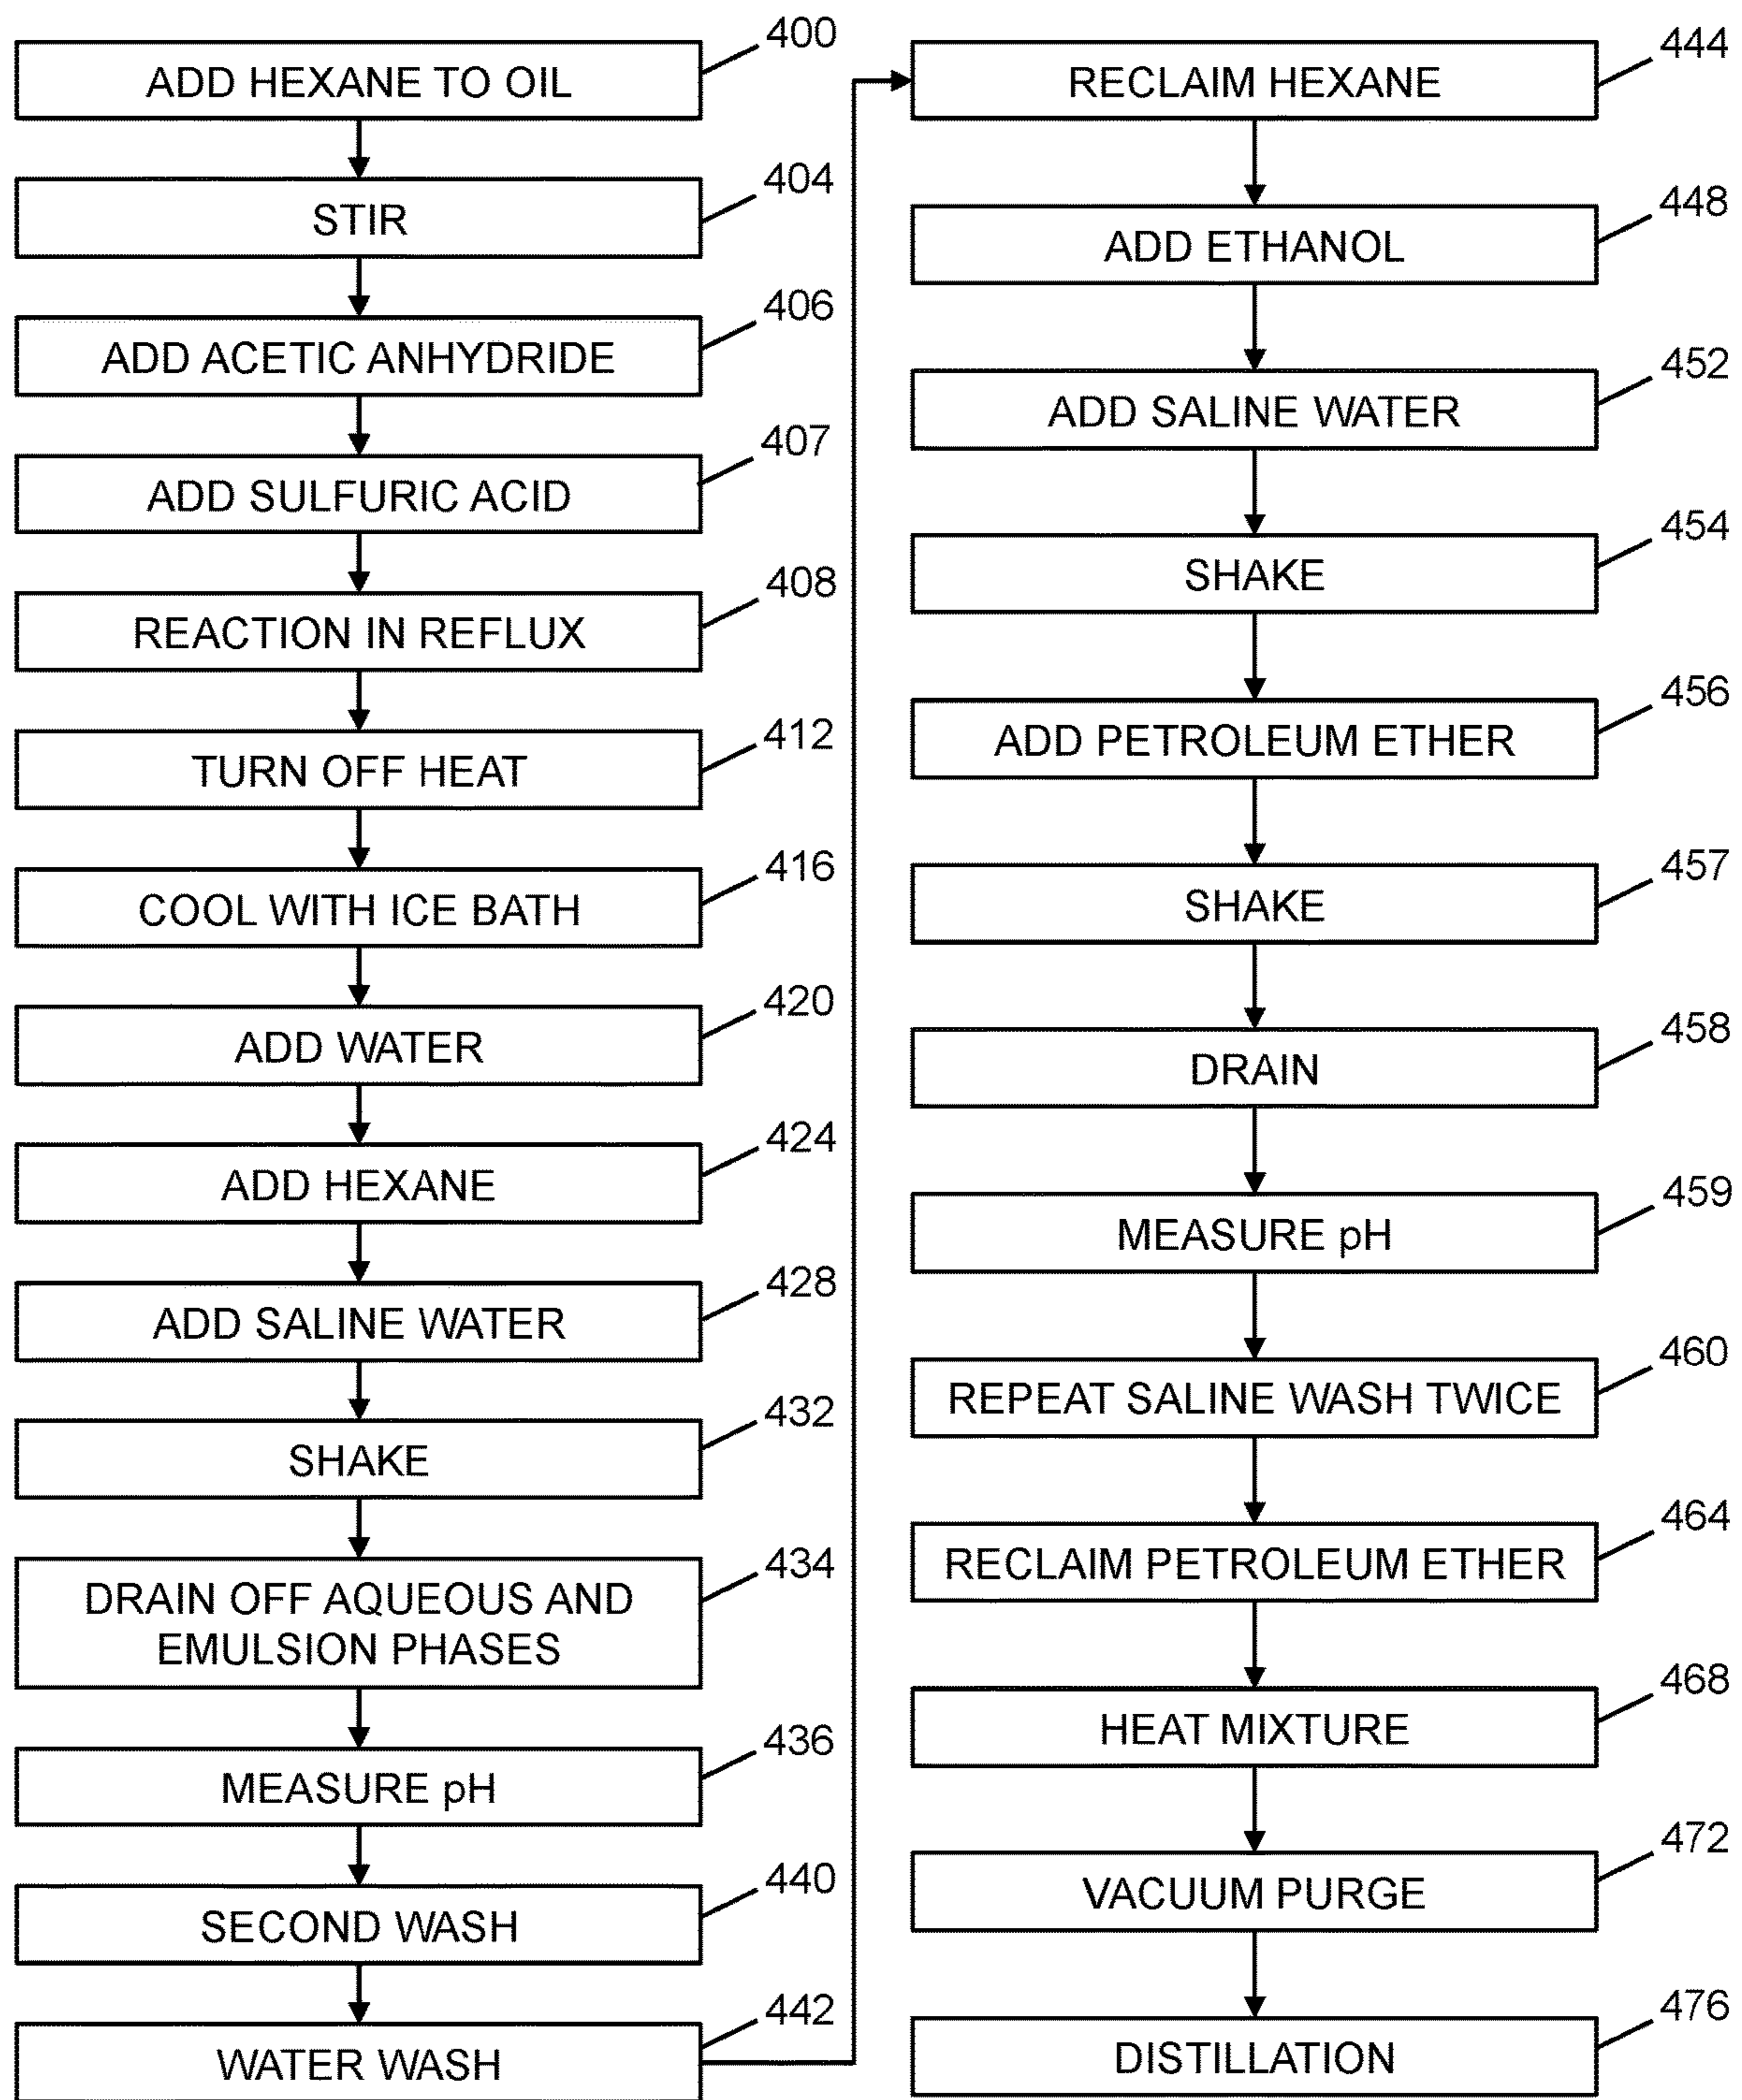 400
ADD HEXANE TO OIL
404
STIR
406
ADD ACETIC ANHYDRIDE
407
ADD SULFURIC ACID
408
REACTION IN REFLUX
412
TURN OFF HEAT
416
COOL WITH ICE BATH
420
ADD WATER
424
ADD HEXANE
428
ADD SALINE WATER
432
SHAKE
434
DRAIN OFF AQUEOUS AND
EMULSION PHASES
436
MEASURE pH
440
SECOND WASH
442
WATER WASH
444
RECLAIM HEXANE
448
ADD ETHANOL
452
ADD SALINE WATER
454
SHAKE
456
ADD PETROLEUM ETHER
457
SHAKE
458
DRAIN
459
MEASURE pH
460
REPEAT SALINE WASH TWICE
464
RECLAIM PETROLEUM ETHER
468
HEAT MIXTURE
472
VACUUM PURGE
476
DISTILLATION